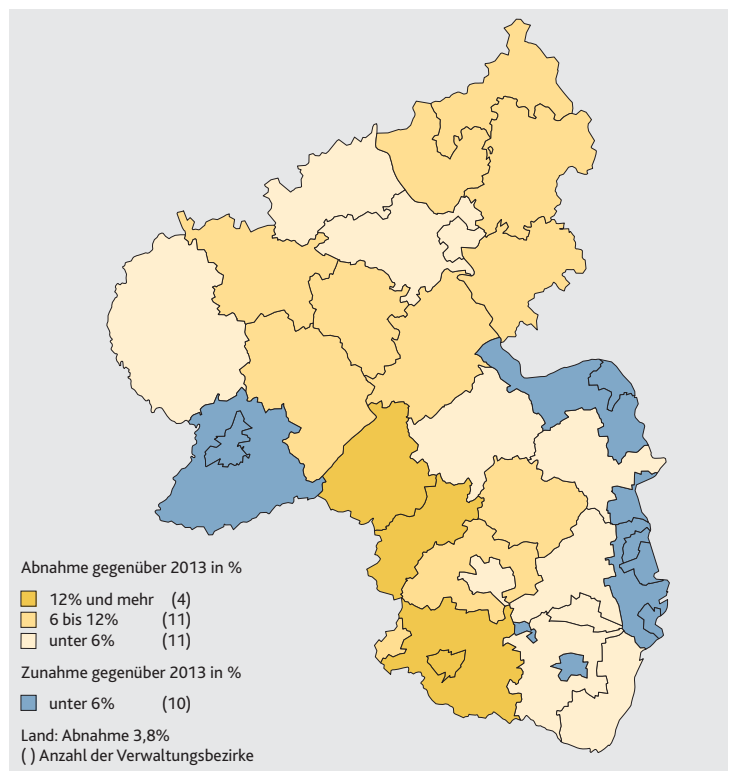 Abnahme gegenüber 2013 in %
12% und mehr (4)
6 bis 12% (11)
unter 6% (11)
Zunahme gegenüber 2013 in %
unter 6% (10)
Land: Abnahme 3,8%
( ) Anzahl der Verwaltungsbezirke